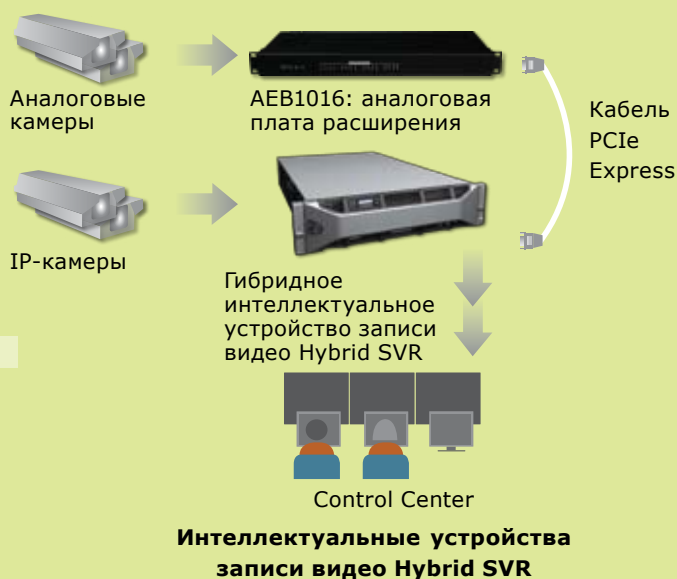 Аналоговые
камеры
AEB1016: аналоговая
плата расширения
Кабель
PCIe
Express
IP-камеры
Гибридное
интеллектуальное
устройство записи
видео Hybrid SVR
Control Center
Интеллектуальные устройства
записи видео Hybrid SVR